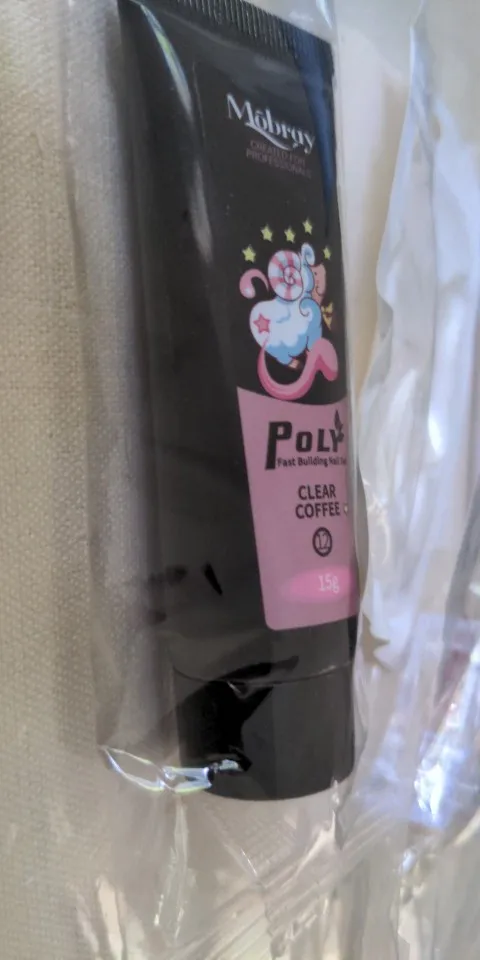 Mobray
CREATED FOR
PROFESSIONALS
POLY
Fast Building Nail
CLEAR
COFFEE
12
15g